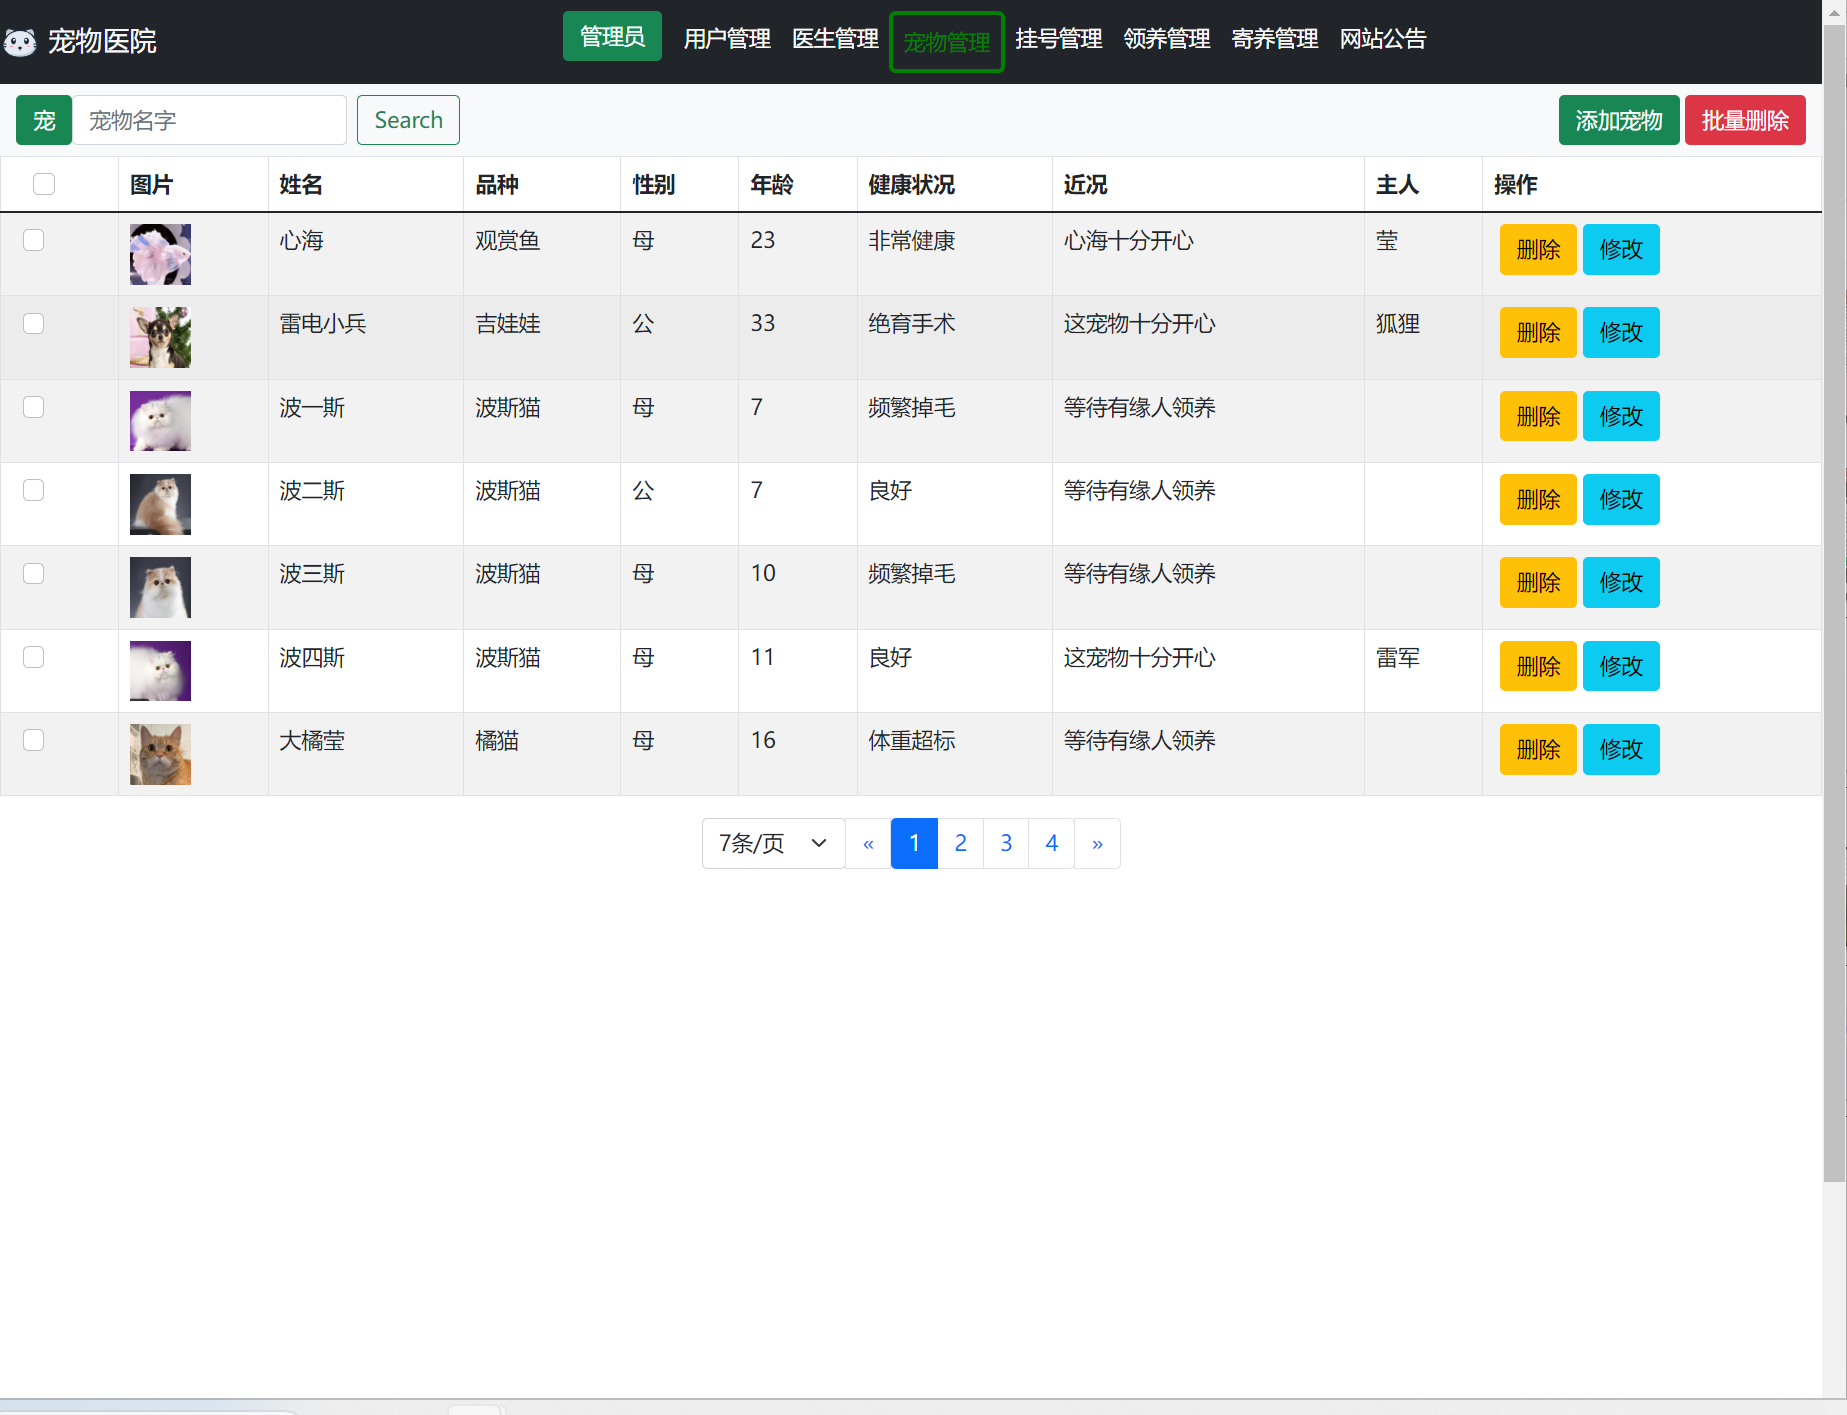 宠物医院 管理员 用户管理 医生管理 宠物管理 挂号管理 领养管理 寄养管理 网站公告
宠 宠物名字 Search 添加宠物 批量删除
图片 姓名 品种 性别 年龄 健康状况 近况 主人 操作
心海 观赏鱼 母 23 非常健康 心海十分开心 莹 删除 修改
雷电小兵 吉娃娃 公 33 绝育手术 这宠物十分开心 狐狸 删除 修改
波一斯 波斯猫 母 7 频繁掉毛 等待有缘人领养 删除 修改
波二斯 波斯猫 公 7 良好 等待有缘人领养 删除 修改
波三斯 波斯猫 母 10 频繁掉毛 等待有缘人领养 删除 修改
波四斯 波斯猫 母 11 良好 这宠物十分开心 雷军 删除 修改
大橘莹 橘猫 母 16 体重超标 等待有缘人领养 删除 修改
7条/页 « 1 2 3 4 »